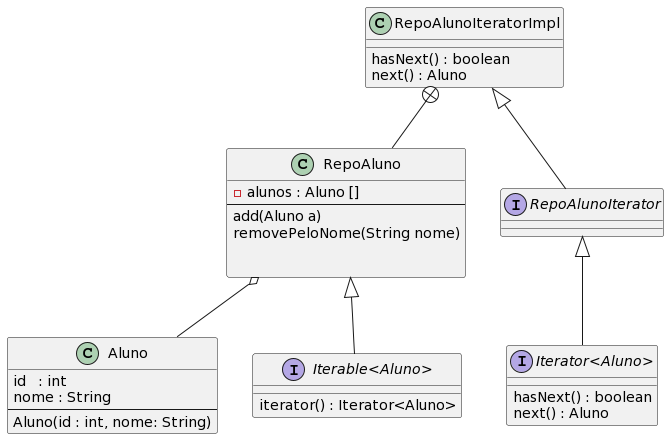 C RepoAlunoIteratorImpl
hasNext() : boolean
next() : Aluno
C RepoAluno
alunos : Aluno []
add(Aluno a)
removePeloNome(String nome)
I RepoAlunoIterator
C Aluno
id : int
nome : String
Aluno(id : int, nome: String)
I Iterable<Aluno>
iterator() : Iterator<Aluno>
I Iterator<Aluno>
hasNext() : boolean
next() : Aluno